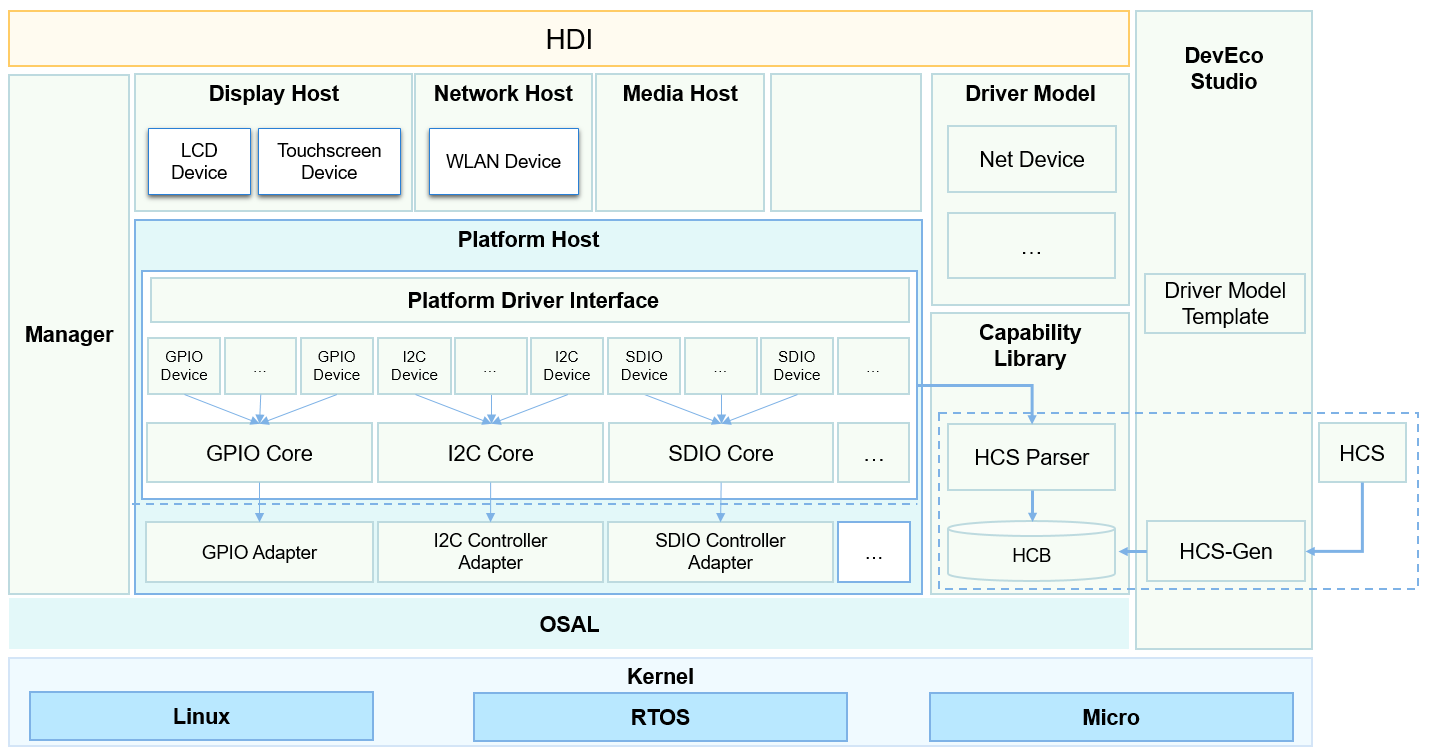 HDI
DevEco
Studio
Display Host
Network Host
Media Host
Driver Model
LCD
Device
Touchscreen
Device
WLAN Device
Net Device
…
Platform Host
Manager
Platform Driver Interface
Driver Model
Template
Capability
Library
GPIO
Device
…
GPIO
Device
I2C
Device
…
I2C
Device
SDIO
Device
…
SDIO
Device
…
GPIO Core
I2C Core
SDIO Core
…
HCS Parser
HCS
GPIO Adapter
I2C Controller
Adapter
SDIO Controller
Adapter
…
HCB
HCS-Gen
OSAL
Kernel
Linux
RTOS
Micro